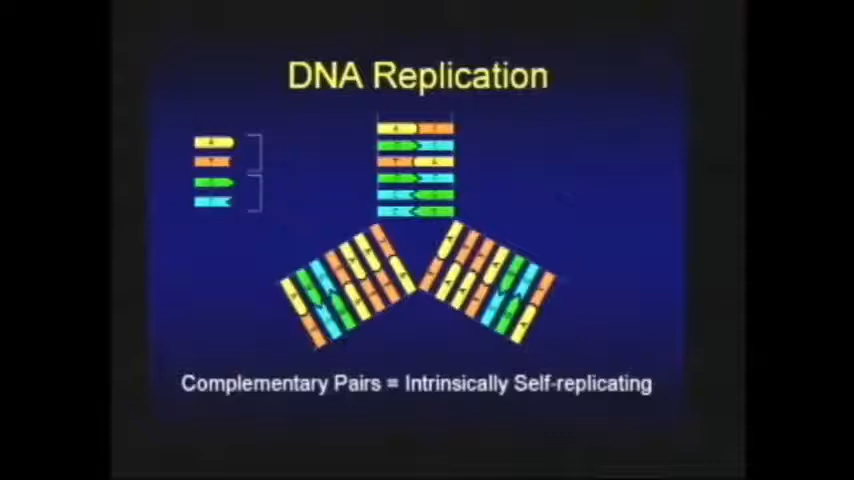 DNA Replication
Complementary Pairs = Intrinsically Self-replicating